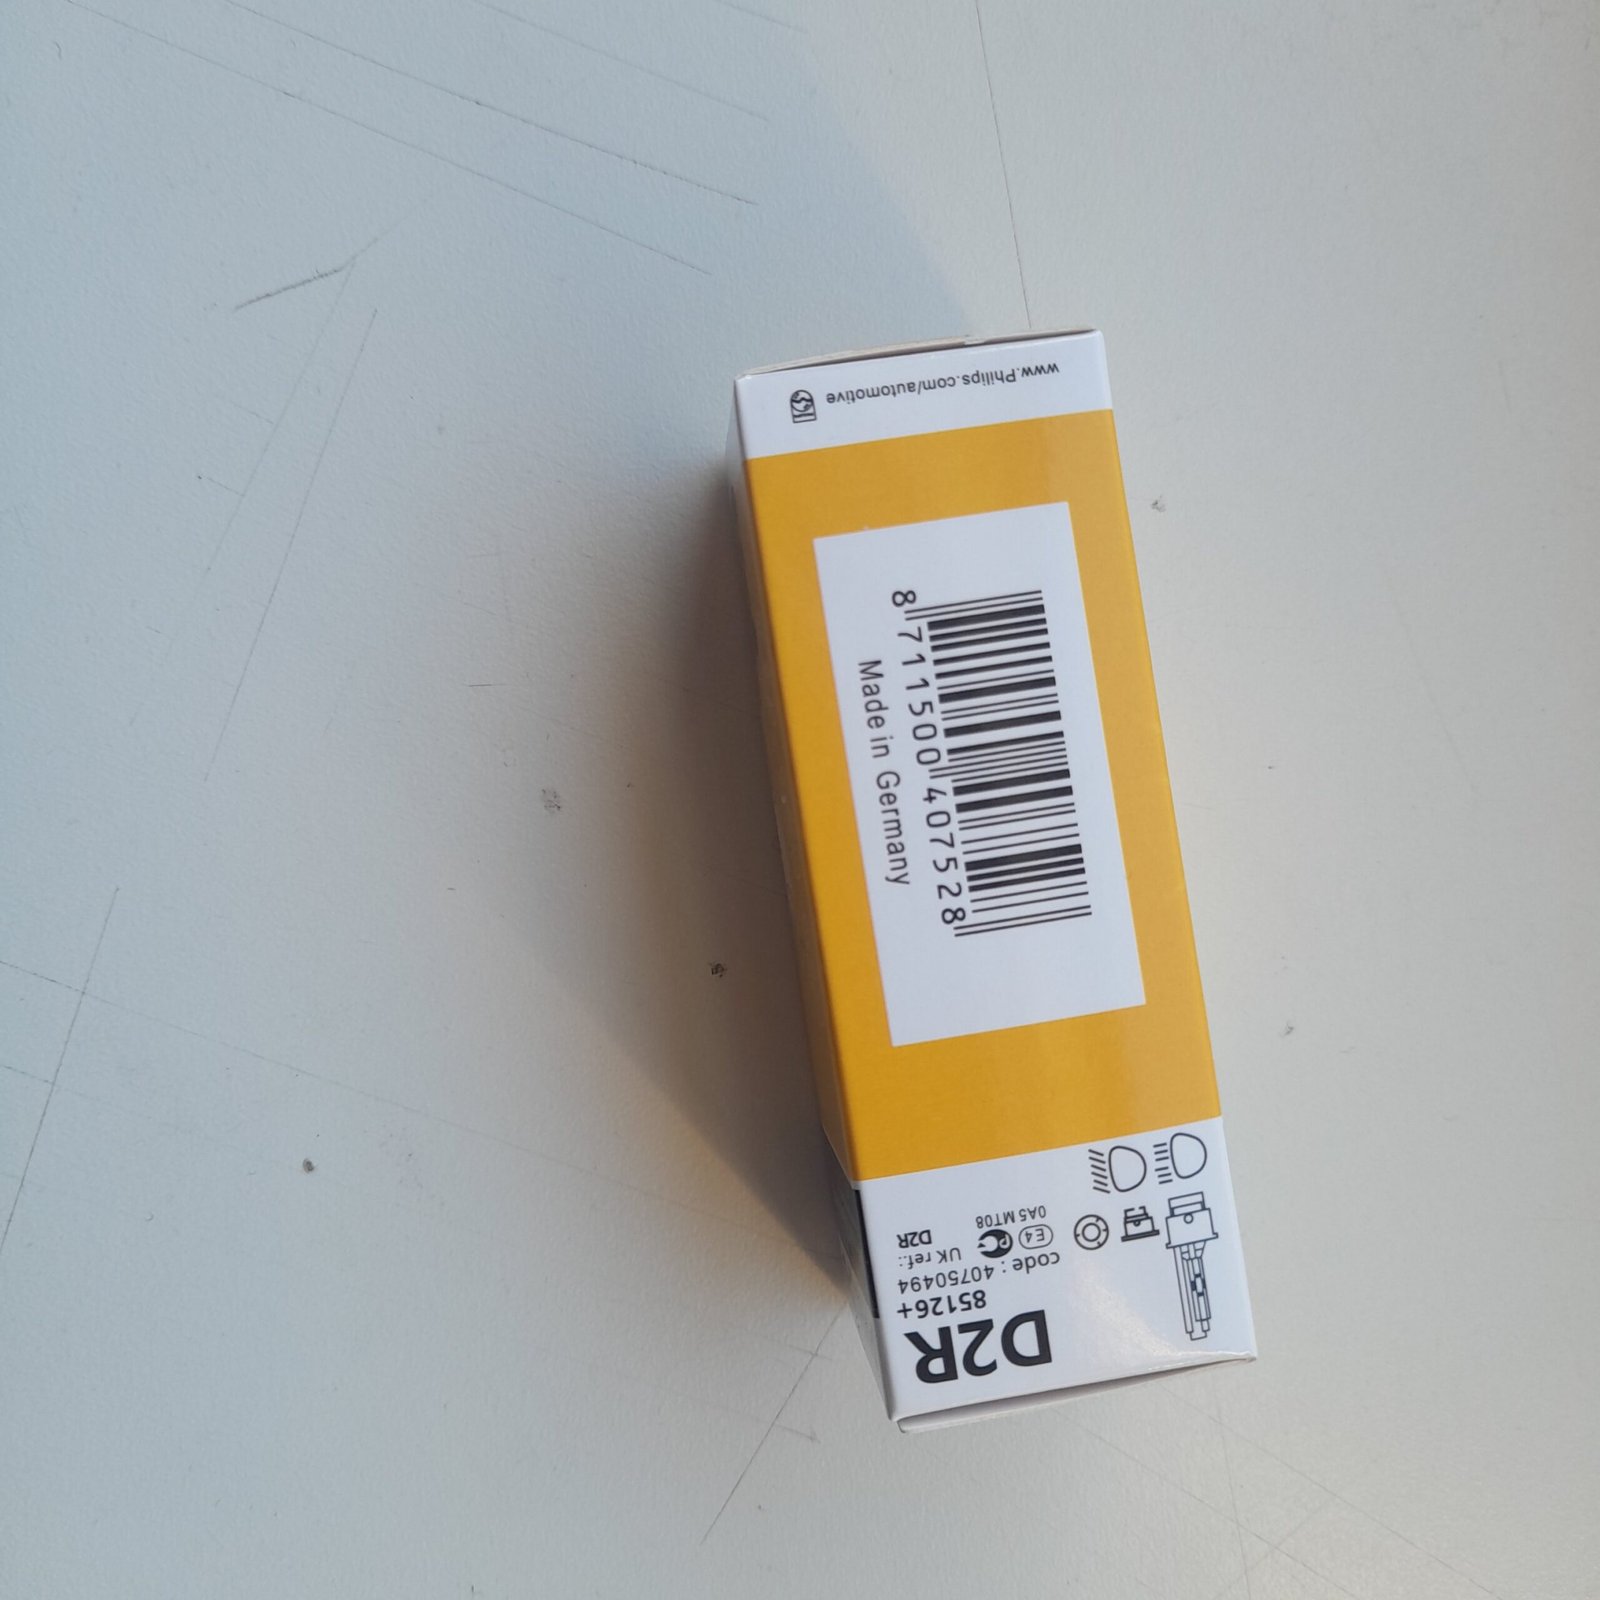 D2R
85126+
code : 40750494
UK ref.: D2R
E4
0A5 MT08
8 711500 407528
Made in Germany
www.Philips.com/automotive